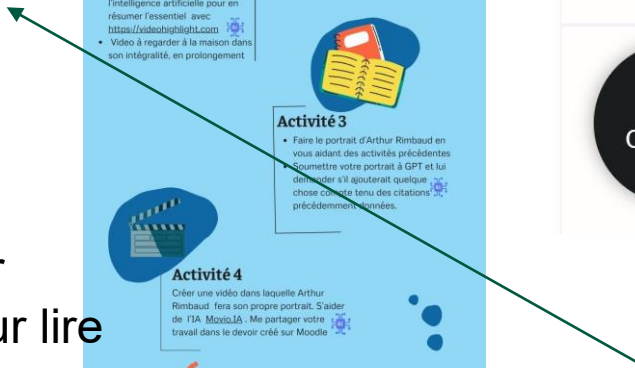 l'intelligence artificielle pour en
résumer l'essentiel avec
https://videohighlight.com
• Video à regarder à la maison dans
son intégralité, en prolongement
Activité 3
• Faire le portrait d'Arthur Rimbaud en
vous aidant des activités précédentes
• Soumettre votre portrait à GPT et lui
demander s'il ajouterait quelque
chose compte tenu des citations
précédemment données.
Activité 4
Créer une vidéo dans laquelle Arthur
Rimbaud fera son propre portrait. S'aider
de l'IA Movio.IA . Me partager votre
travail dans le devoir créé sur Moodle
lire